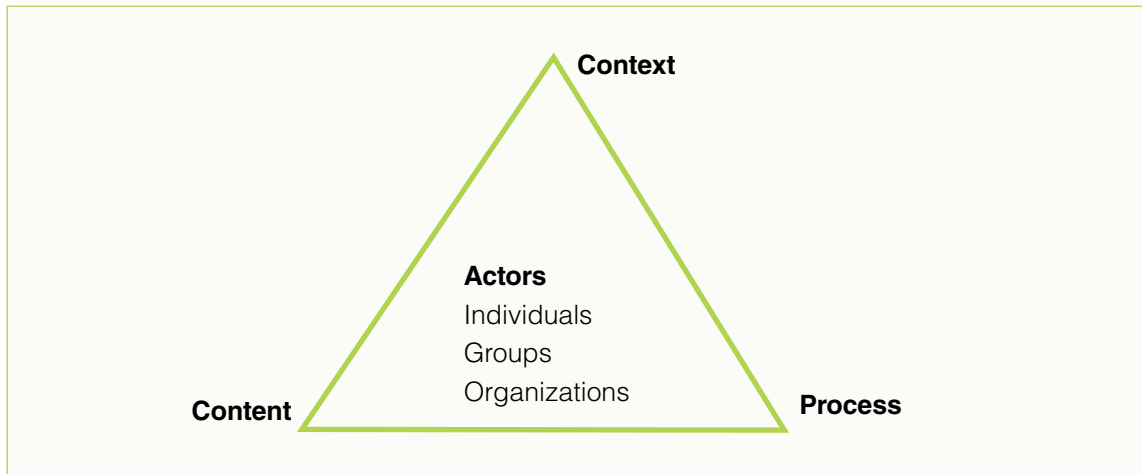 Context
Actors
Individuals
Groups
Organizations
Content
Process